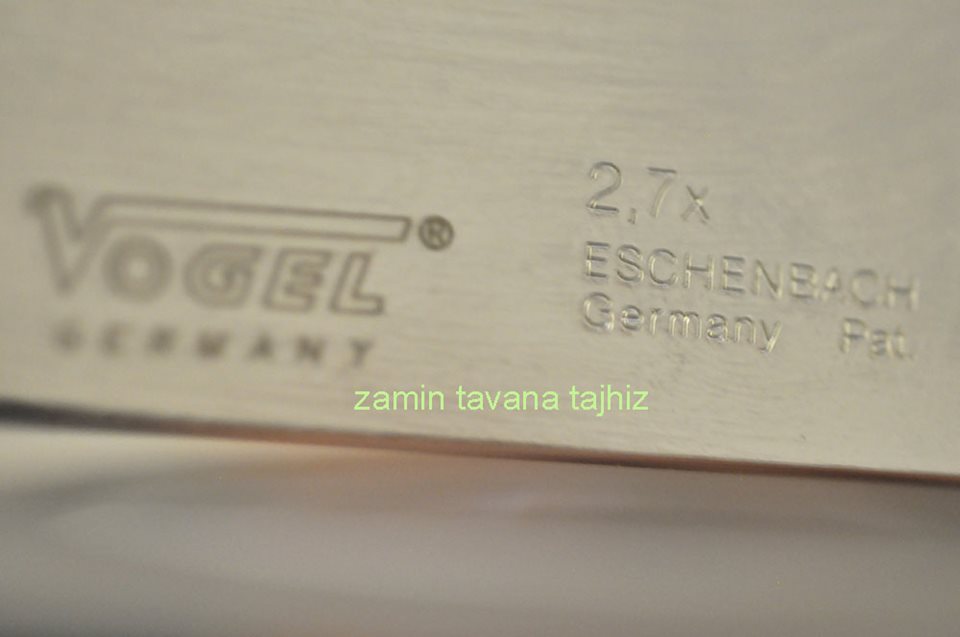 VOGEL®
GERMANY
2,7x
ESCHENBACH
Germany Pat.
zamin tavana tajhiz